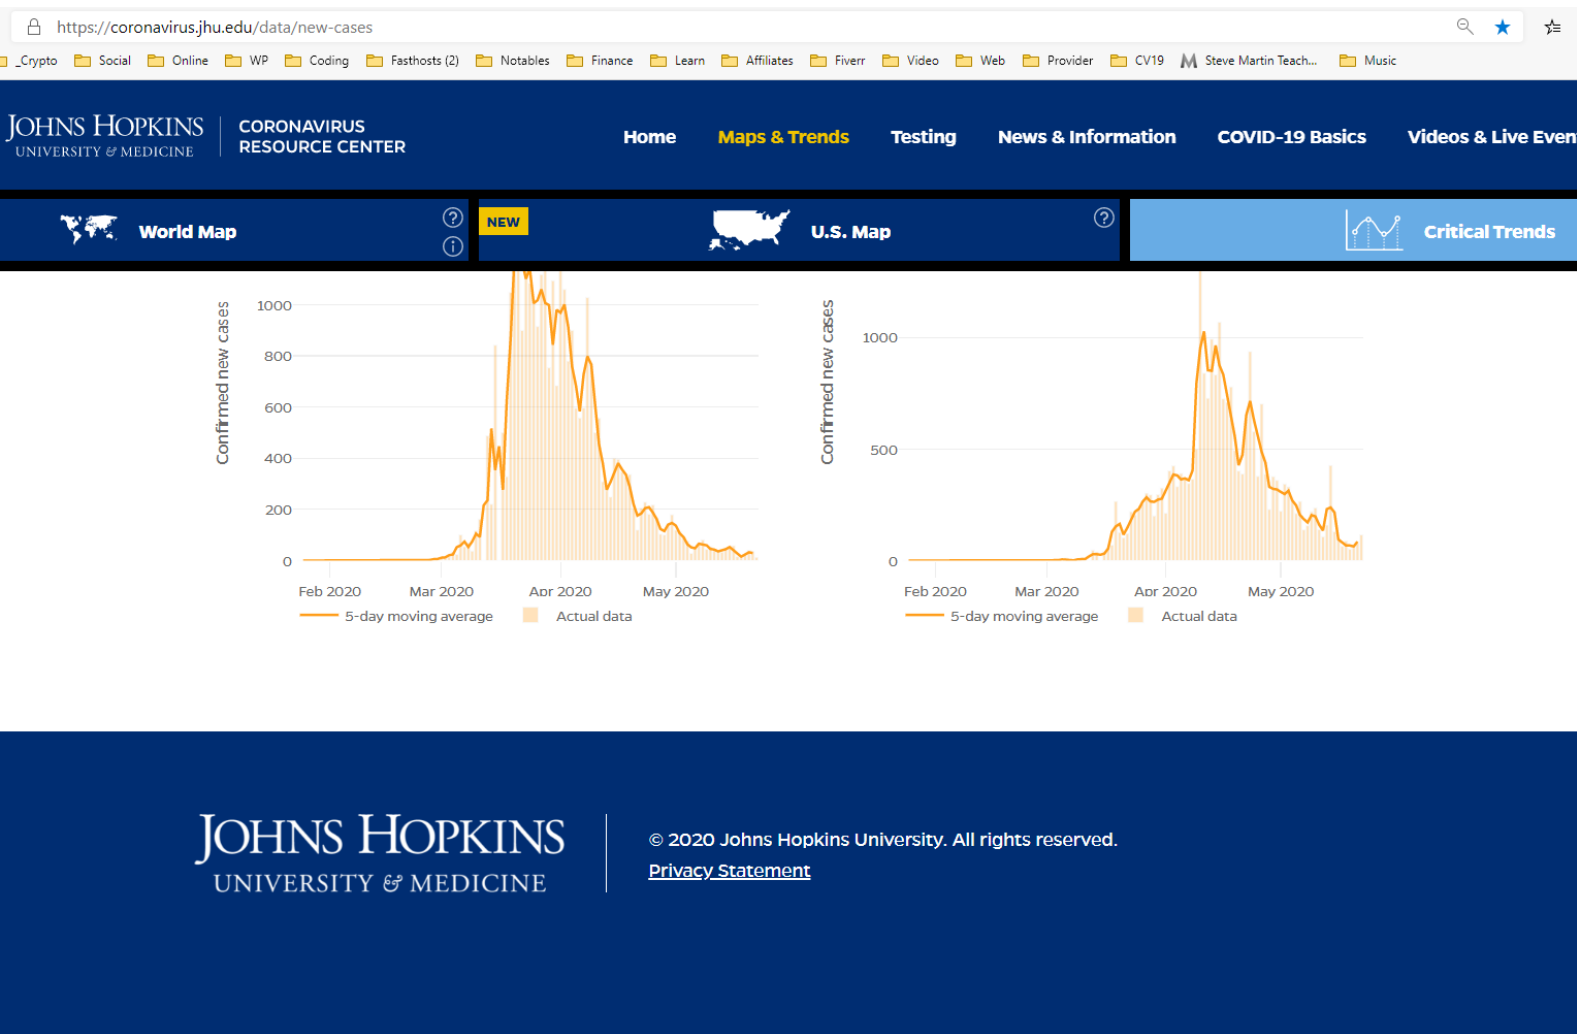 https://coronavirus.jhu.edu/data/new-cases
_Crypto Social Online WP Coding Fasthosts (2) Notables Finance Learn Affiliates Fiverr Video Web Provider CV19 Steve Martin Teach... Music
JOHNS HOPKINS
UNIVERSITY & MEDICINE
CORONAVIRUS
RESOURCE CENTER
Home Maps & Trends Testing News & Information COVID-19 Basics Videos & Live Even
World Map ? i
NEW U.S. Map ?
Critical Trends
Confirmed new cases
1000
800
600
400
200
0
Feb 2020 Mar 2020 Apr 2020 May 2020
5-day moving average Actual data
Confirmed new cases
1000
500
0
Feb 2020 Mar 2020 Apr 2020 May 2020
5-day moving average Actual data
JOHNS HOPKINS
UNIVERSITY & MEDICINE
© 2020 Johns Hopkins University. All rights reserved.
Privacy Statement